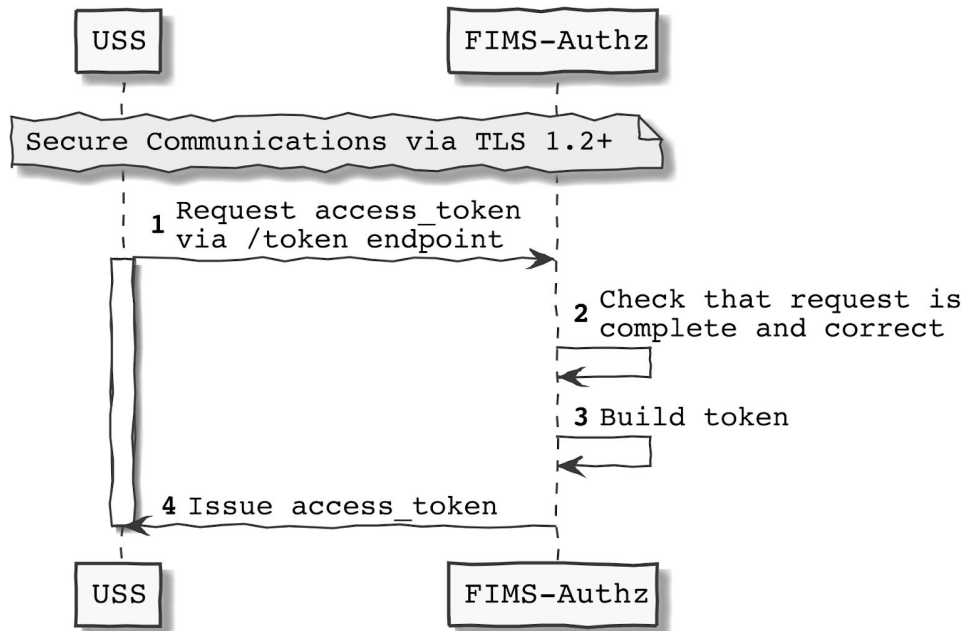 USS
FIMS-Authz
Secure Communications via TLS 1.2+
1 Request access_token
via /token endpoint
2 Check that request is
complete and correct
3 Build token
4 Issue access_token
USS
FIMS-Authz